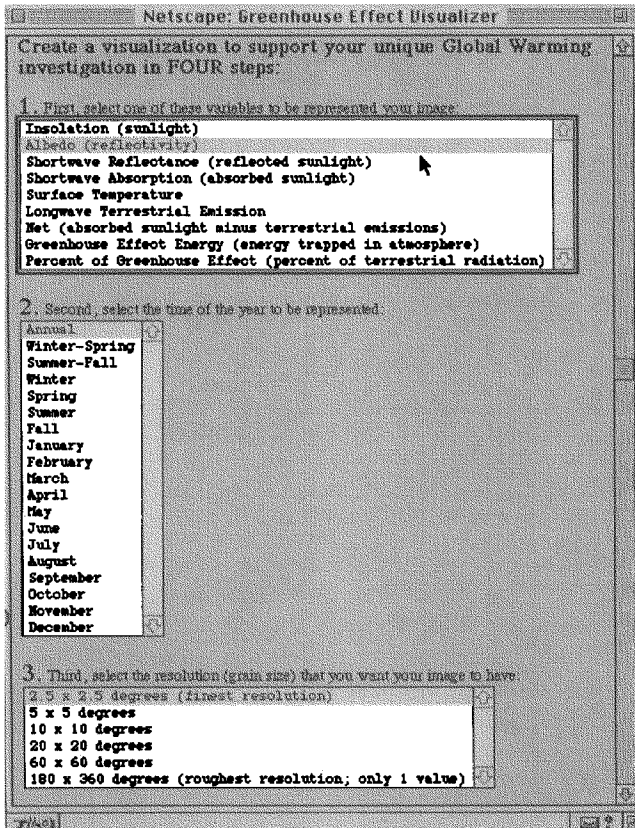 Netscape: Greenhouse Effect Visualizer
Create a visualization to support your unique Global Warming
investigation in FOUR steps:
1. First, select one of these variables to be represented your image:
Insolation (sunlight)
Albedo (reflectivity)
Shortwave Reflectance (reflected sunlight)
Shortwave Absorption (absorbed sunlight)
Surface Temperature
Longwave Terrestrial Emission
Net (absorbed sunlight minus terrestrial emissions)
Greenhouse Effect Energy (energy trapped in atmosphere)
Percent of Greenhouse Effect (percent of terrestrial radiation)
2. Second, select the time of the year to be represented:
Annual
Winter-Spring
Summer-Fall
Winter
Spring
Summer
Fall
January
February
March
April
May
June
July
August
September
October
November
December
3. Third, select the resolution (grain size) that you want your image to have:
2.5 x 2.5 degrees (finest resolution)
5 x 5 degrees
10 x 10 degrees
20 x 20 degrees
60 x 60 degrees
180 x 360 degrees (roughest resolution; only 1 value)